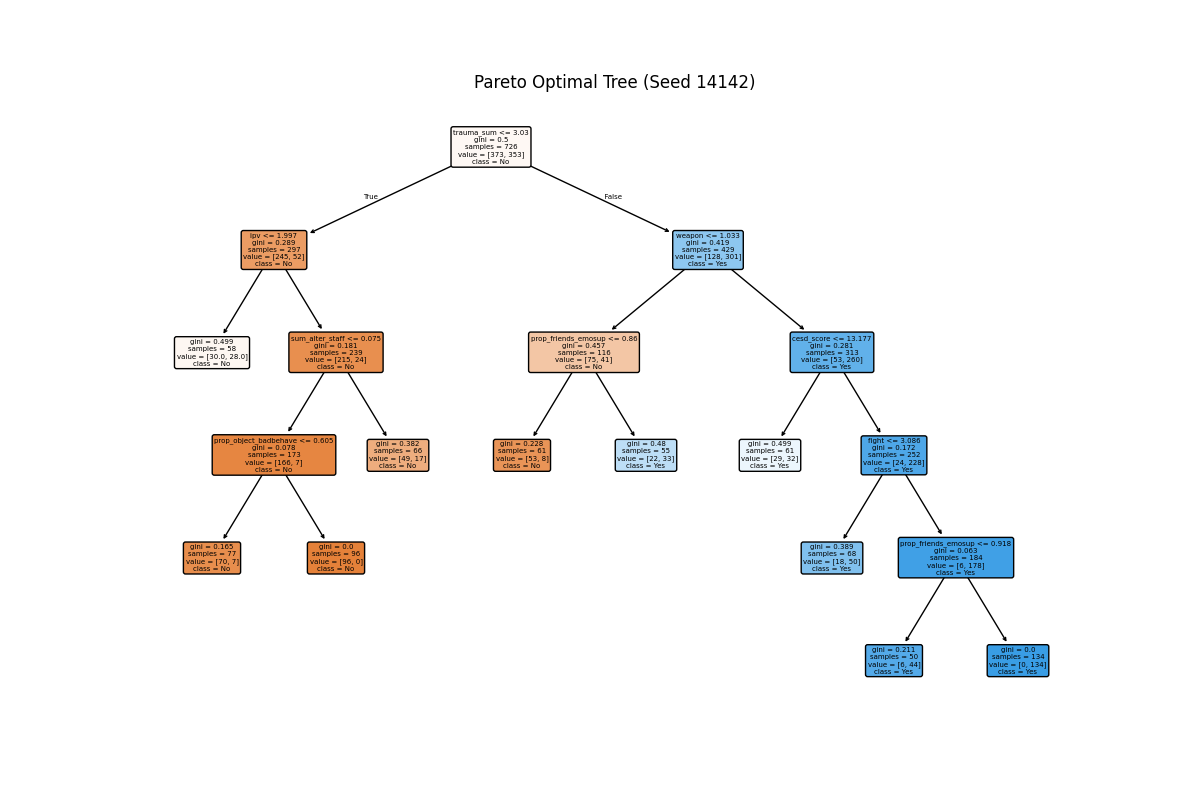 Pareto Optimal Tree (Seed 14142)
trauma_sum <= 3.03
gini = 0.5
samples = 726
value = [373, 353]
class = No
True
False
ipv <= 1.997
gini = 0.289
samples = 297
value = [245, 52]
class = No
weapon <= 1.033
gini = 0.419
samples = 429
value = [128, 301]
class = Yes
gini = 0.499
samples = 58
value = [30.0, 28.0]
class = No
sum_alter_staff <= 0.075
gini = 0.181
samples = 239
value = [215, 24]
class = No
prop_friends_emosup <= 0.86
gini = 0.457
samples = 116
value = [75, 41]
class = No
cesd_score <= 13.177
gini = 0.281
samples = 313
value = [53, 260]
class = Yes
prop_object_badbehave <= 0.605
gini = 0.078
samples = 173
value = [166, 7]
class = No
gini = 0.382
samples = 66
value = [49, 17]
class = No
gini = 0.228
samples = 61
value = [53, 8]
class = No
gini = 0.48
samples = 55
value = [22, 33]
class = Yes
gini = 0.499
samples = 61
value = [29, 32]
class = Yes
fight <= 3.086
gini = 0.172
samples = 252
value = [24, 228]
class = Yes
gini = 0.165
samples = 77
value = [70, 7]
class = No
gini = 0.0
samples = 96
value = [96, 0]
class = No
gini = 0.389
samples = 68
value = [18, 50]
class = Yes
prop_friends_emosup <= 0.918
gini = 0.063
samples = 184
value = [6, 178]
class = Yes
gini = 0.211
samples = 50
value = [6, 44]
class = Yes
gini = 0.0
samples = 134
value = [0, 134]
class = Yes